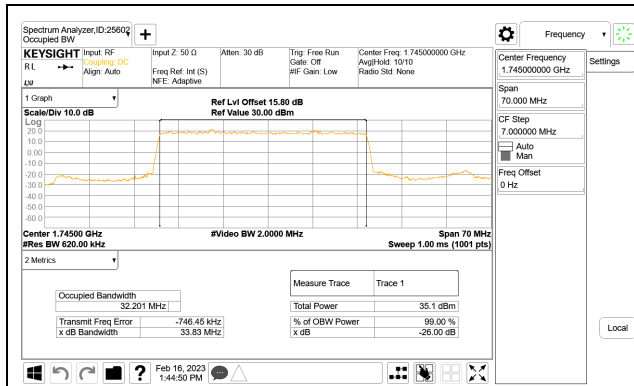 Spectrum Analyzer,ID:25602
Occupied BW
+
Frequency
KEYSIGHT
R L
Input: RF
Coupling: DC
Align: Auto
Input Z: 50 Ω
Freq Ref: Int (S)
NFE: Adaptive
Atten: 30 dB
Trig: Free Run
Gate: Off
#IF Gain: Low
Center Freq: 1.745000000 GHz
Avg|Hold: 10/10
Radio Std: None
Center Frequency
1.745000000 GHz
Settings
Span
70.000 MHz
CF Step
7.000000 MHz
Auto
Man
Freq Offset
0 Hz
Local
1 Graph
Scale/Div 10.0 dB
Ref Lvl Offset 15.80 dB
Ref Value 30.00 dBm
Log
20.0
10.0
0.00
-10.0
-20.0
-30.0
-40.0
-50.0
-60.0
Center 1.74500 GHz
#Video BW 2.0000 MHz
Span 70 MHz
#Res BW 620.00 kHz
Sweep 1.00 ms (1001 pts)
2 Metrics
Measure Trace
Trace 1
Occupied Bandwidth
32.201 MHz
Total Power
35.1 dBm
Transmit Freq Error
-746.45 kHz
% of OBW Power
99.00 %
x dB Bandwidth
33.83 MHz
x dB
-26.00 dB
?
Feb 16, 2023
1:44:50 PM